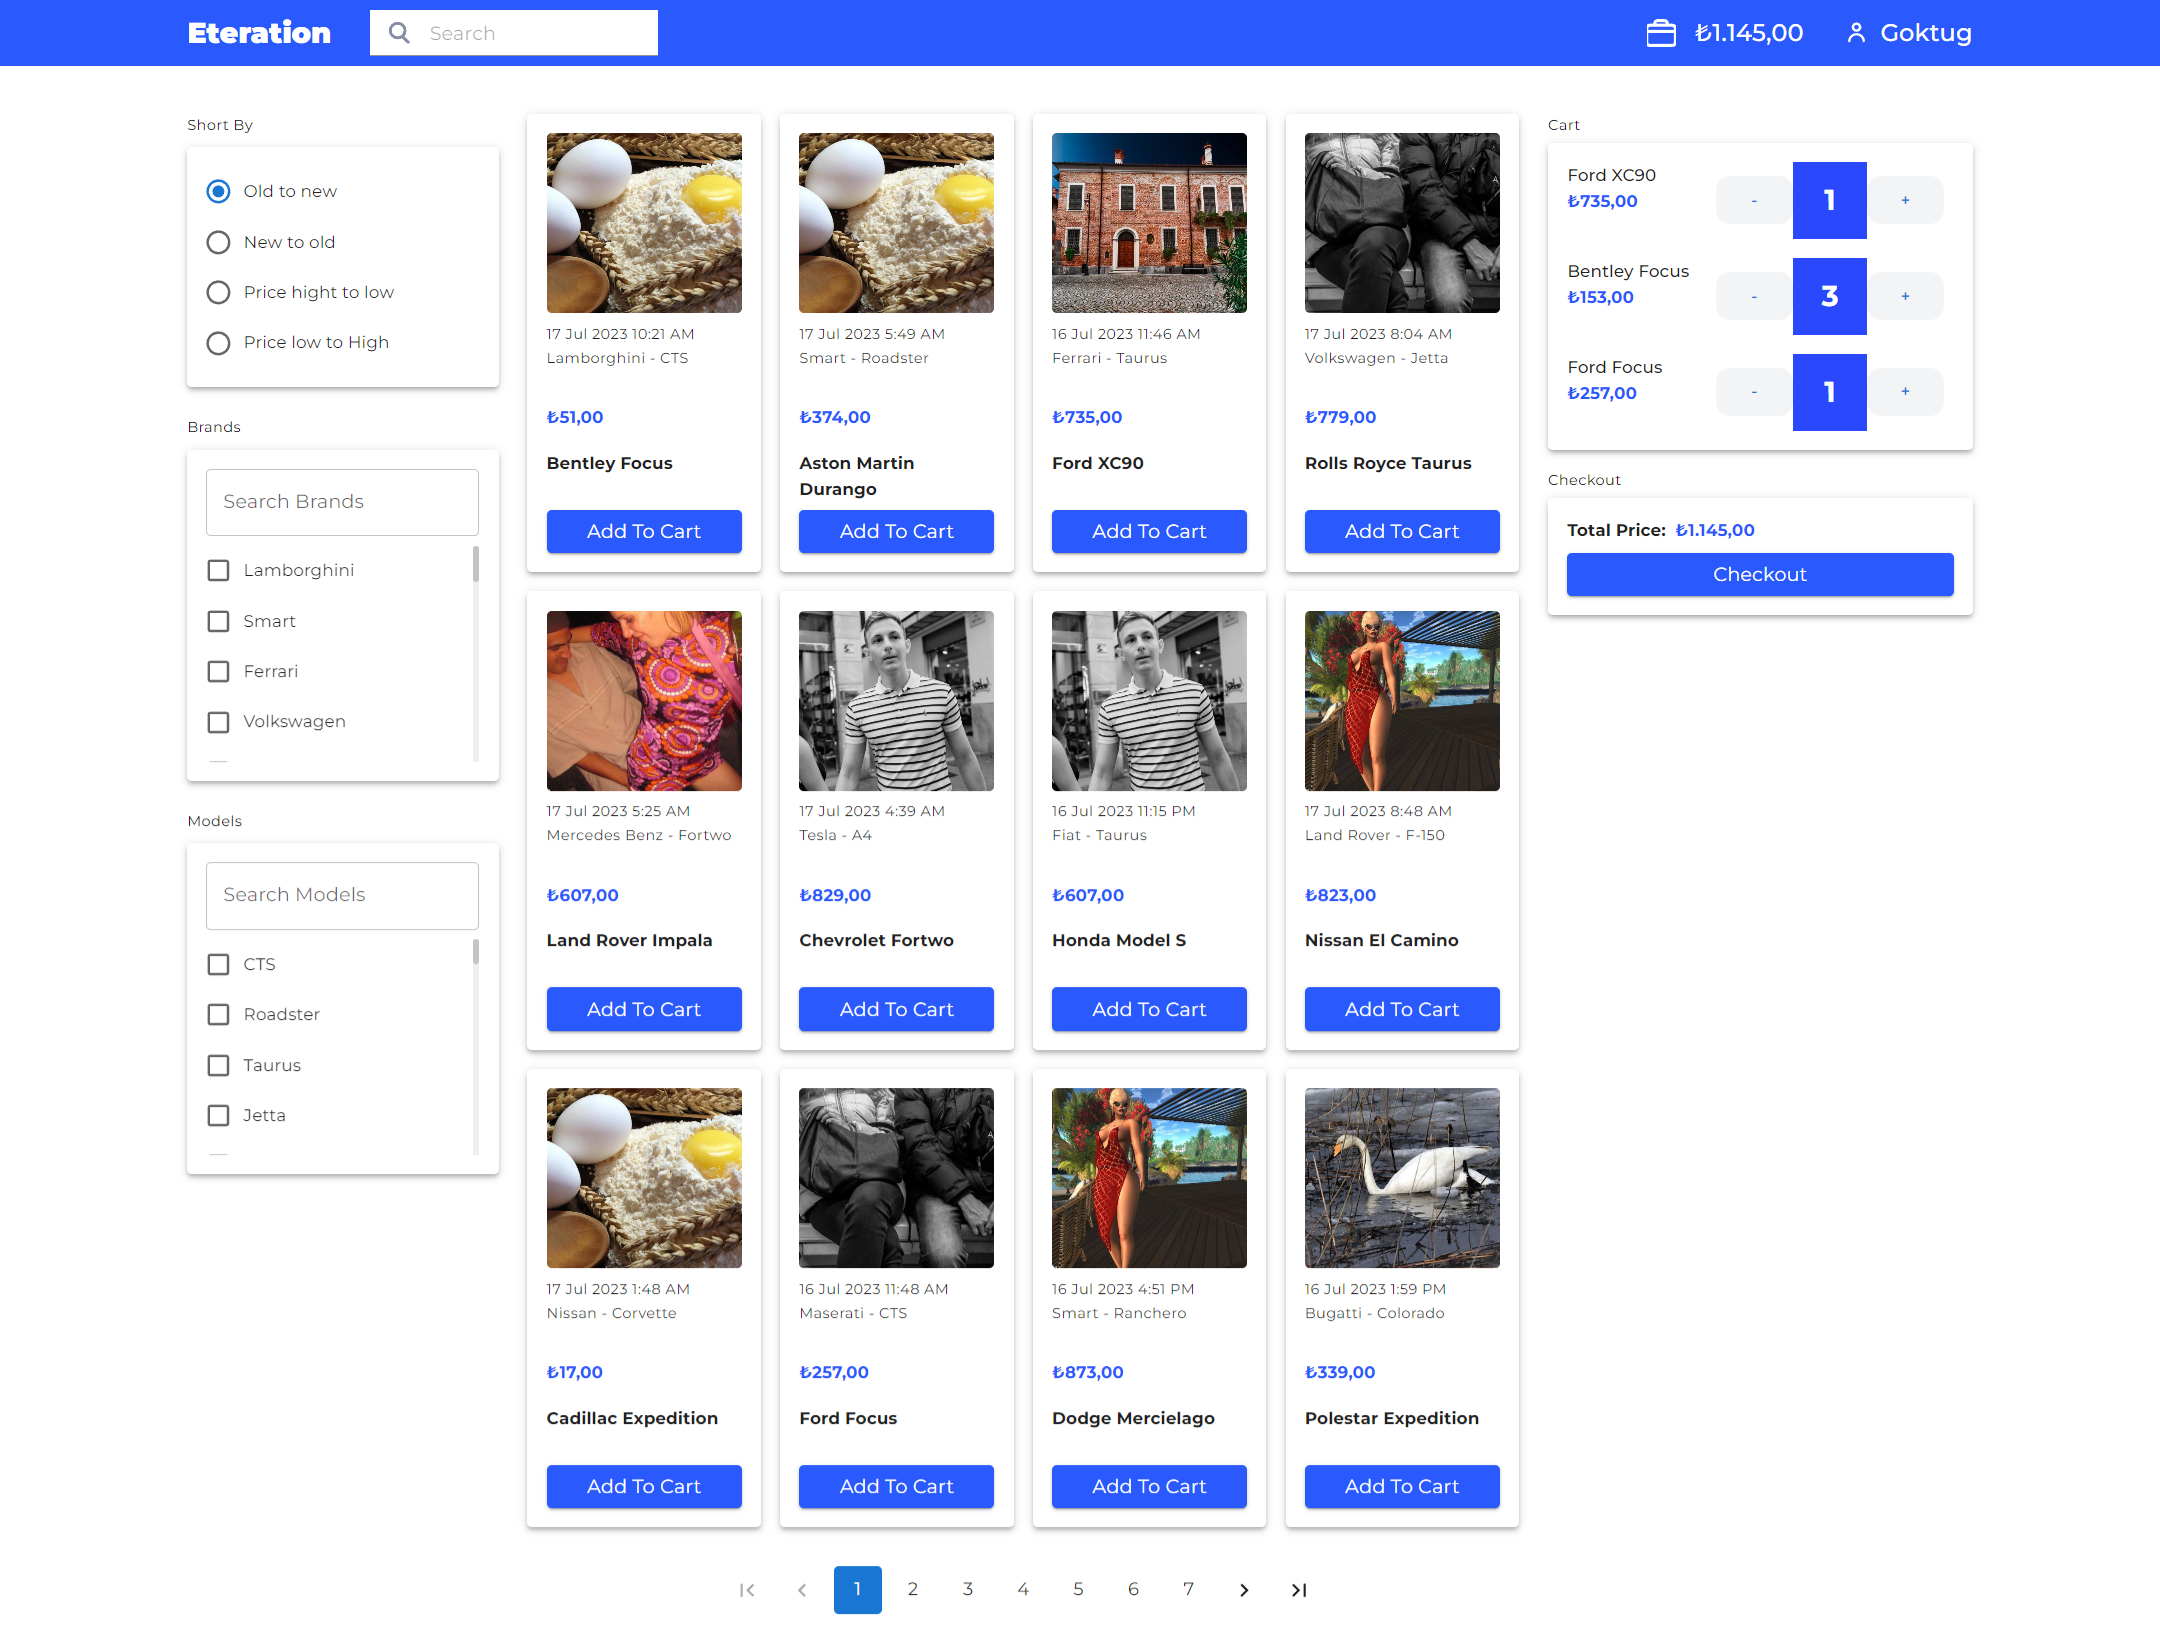 Eteration
Search
₺1.145,00
Goktug
Short By
Old to new
New to old
Price hight to low
Price low to High
Brands
Search Brands
Lamborghini
Smart
Ferrari
Volkswagen
Models
Search Models
CTS
Roadster
Taurus
Jetta
17 Jul 2023 10:21 AM
Lamborghini - CTS
₺51,00
Bentley Focus
Add To Cart
17 Jul 2023 5:49 AM
Smart - Roadster
₺374,00
Aston Martin
Durango
Add To Cart
16 Jul 2023 11:46 AM
Ferrari - Taurus
₺735,00
Ford XC90
Add To Cart
17 Jul 2023 8:04 AM
Volkswagen - Jetta
₺779,00
Rolls Royce Taurus
Add To Cart
17 Jul 2023 5:25 AM
Mercedes Benz - Fortwo
₺607,00
Land Rover Impala
Add To Cart
17 Jul 2023 4:39 AM
Tesla - A4
₺829,00
Chevrolet Fortwo
Add To Cart
16 Jul 2023 11:15 PM
Fiat - Taurus
₺607,00
Honda Model S
Add To Cart
17 Jul 2023 8:48 AM
Land Rover - F-150
₺823,00
Nissan El Camino
Add To Cart
17 Jul 2023 1:48 AM
Nissan - Corvette
₺17,00
Cadillac Expedition
Add To Cart
16 Jul 2023 11:48 AM
Maserati - CTS
₺257,00
Ford Focus
Add To Cart
16 Jul 2023 4:51 PM
Smart - Ranchero
₺873,00
Dodge Mercielago
Add To Cart
16 Jul 2023 1:59 PM
Bugatti - Colorado
₺339,00
Polestar Expedition
Add To Cart
1 2 3 4 5 6 7
Cart
Ford XC90
₺735,00
- 1 +
Bentley Focus
₺153,00
- 3 +
Ford Focus
₺257,00
- 1 +
Checkout
Total Price: ₺1.145,00
Checkout